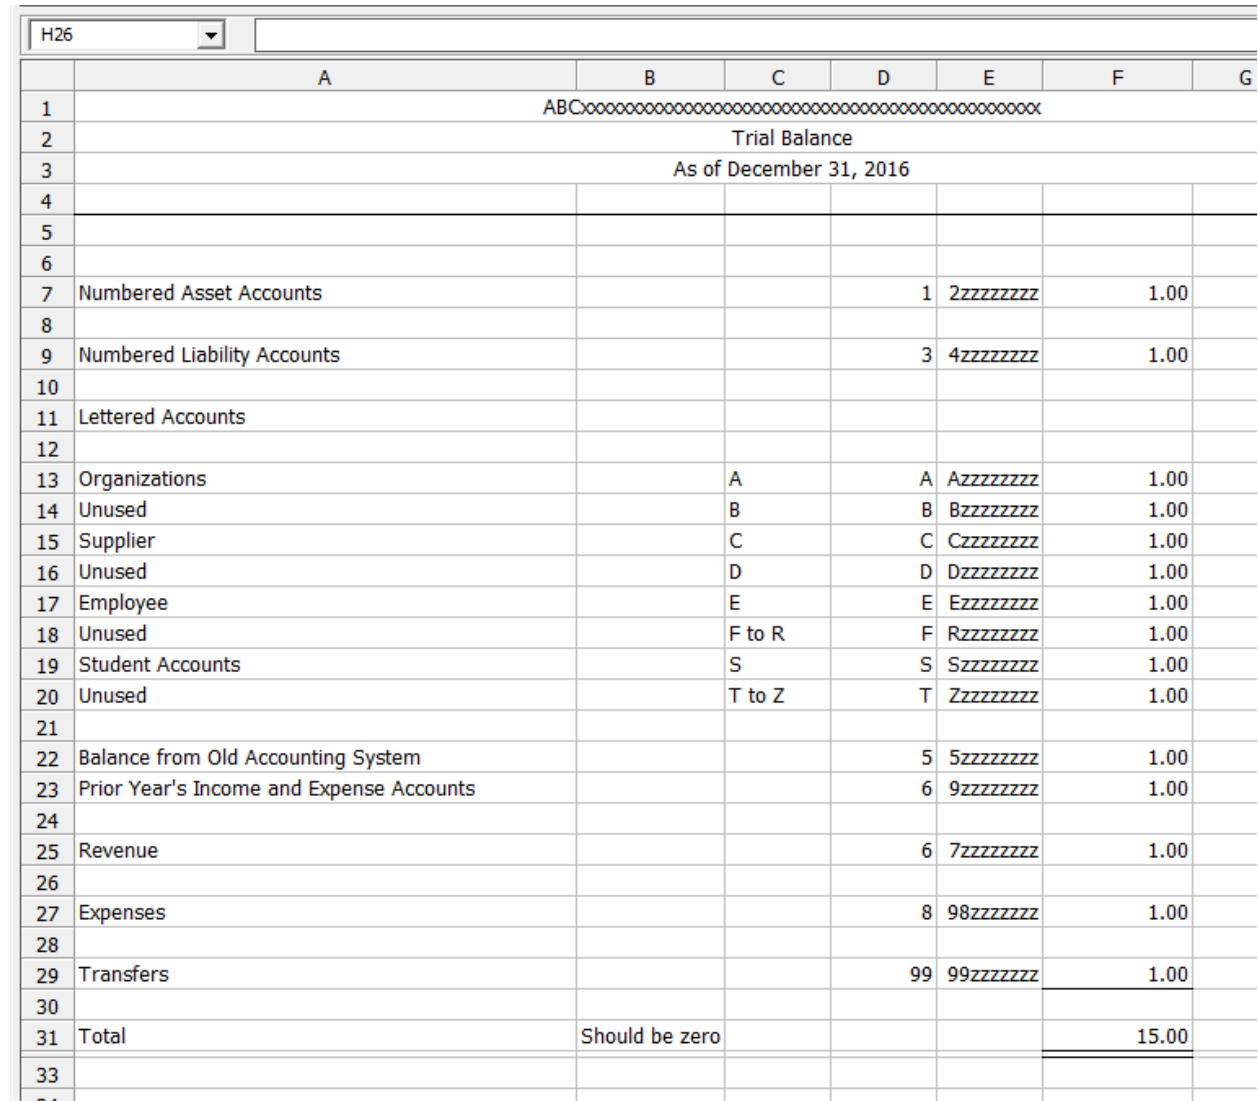 H26
A B C D E F G
1 ABCxxxxxxxxxxxxxxxxxxxxxxxxxxxxxxxxxxxxxxxxxxxxx
2 Trial Balance
3 As of December 31, 2016
4
5
6
7 Numbered Asset Accounts 1 2zzzzzzzz 1.00
8
9 Numbered Liability Accounts 3 4zzzzzzzz 1.00
10
11 Lettered Accounts
12
13 Organizations A A Azzzzzzzz 1.00
14 Unused B B Bzzzzzzzz 1.00
15 Supplier C C Czzzzzzzz 1.00
16 Unused D D Dzzzzzzzz 1.00
17 Employee E E Ezzzzzzzz 1.00
18 Unused F to R F Rzzzzzzzz 1.00
19 Student Accounts S S Szzzzzzzz 1.00
20 Unused T to Z T Zzzzzzzzz 1.00
21
22 Balance from Old Accounting System 5 5zzzzzzzz 1.00
23 Prior Year's Income and Expense Accounts 6 9zzzzzzzz 1.00
24
25 Revenue 6 7zzzzzzzz 1.00
26
27 Expenses 8 98zzzzzzz 1.00
28
29 Transfers 99 99zzzzzzz 1.00
30
31 Total Should be zero 15.00
33